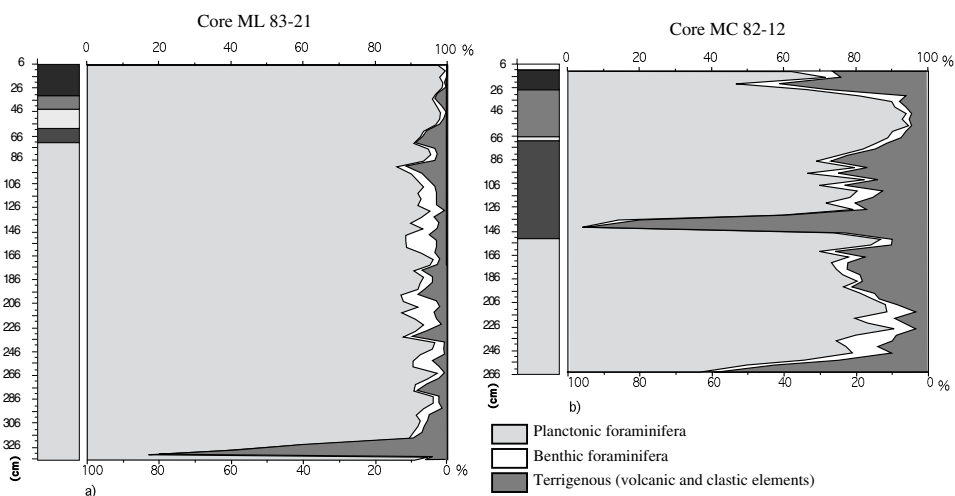 Core ML 83-21
0 20 40 60 80 100 %
6
26
46
66
86
106
126
146
166
186
206
226
246
266
286
306
326
(cm)
100 80 60 40 20 0 %
a)
Core MC 82-12
0 20 40 60 80 100 %
6
26
46
66
86
106
126
146
166
186
206
226
246
266
(cm)
100 80 60 40 20 0 %
b)
Planctonic foraminifera
Benthic foraminifera
Terrigenous (volcanic and clastic elements)